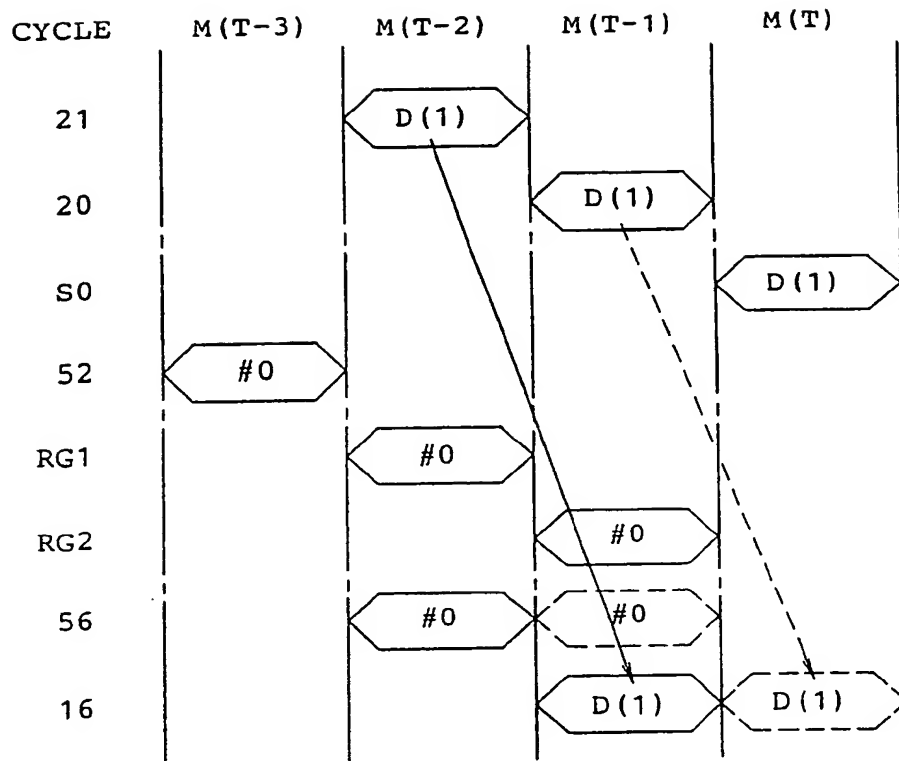 CYCLE M(T-3) M(T-2) M(T-1) M(T)
21 D(1)
20 D(1)
S0 D(1)
52 #0
RG1 #0
RG2 #0
56 #0 #0
16 D(1) D(1)